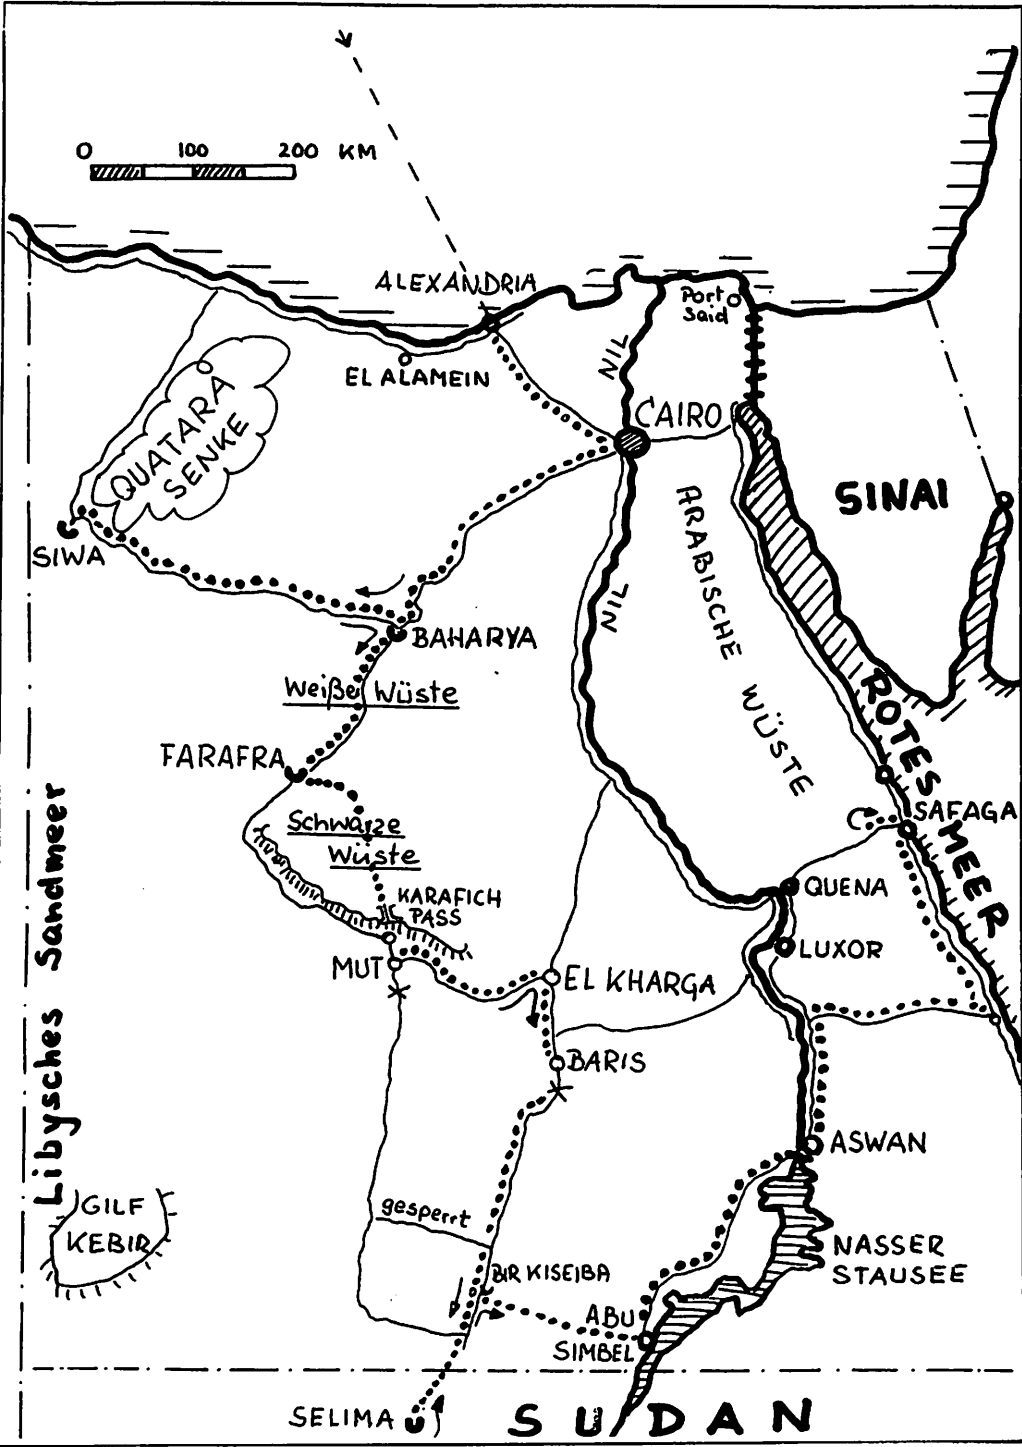 0 100 200 KM
ALEXANDRIA
Port
Said
NIL
EL ALAMEIN
CAIRO
QUATARA
SENKE
SINAI
ARABISCHE WÜSTE
SIWA
NIL
BAHARYA
Weiße Wüste
ROTES MEER
FARAFRA
SAFAGA
Schwarze
Wüste
Libysches Sandmeer
KARAFICH
PASS
QUENA
LUXOR
MUT
EL KHARGA
BARIS
ASWAN
GILF
KEBIR
gesperrt
NASSER
STAUSEE
BIR KISEIBA
ABU
SIMBEL
SELIMA
SUDAN